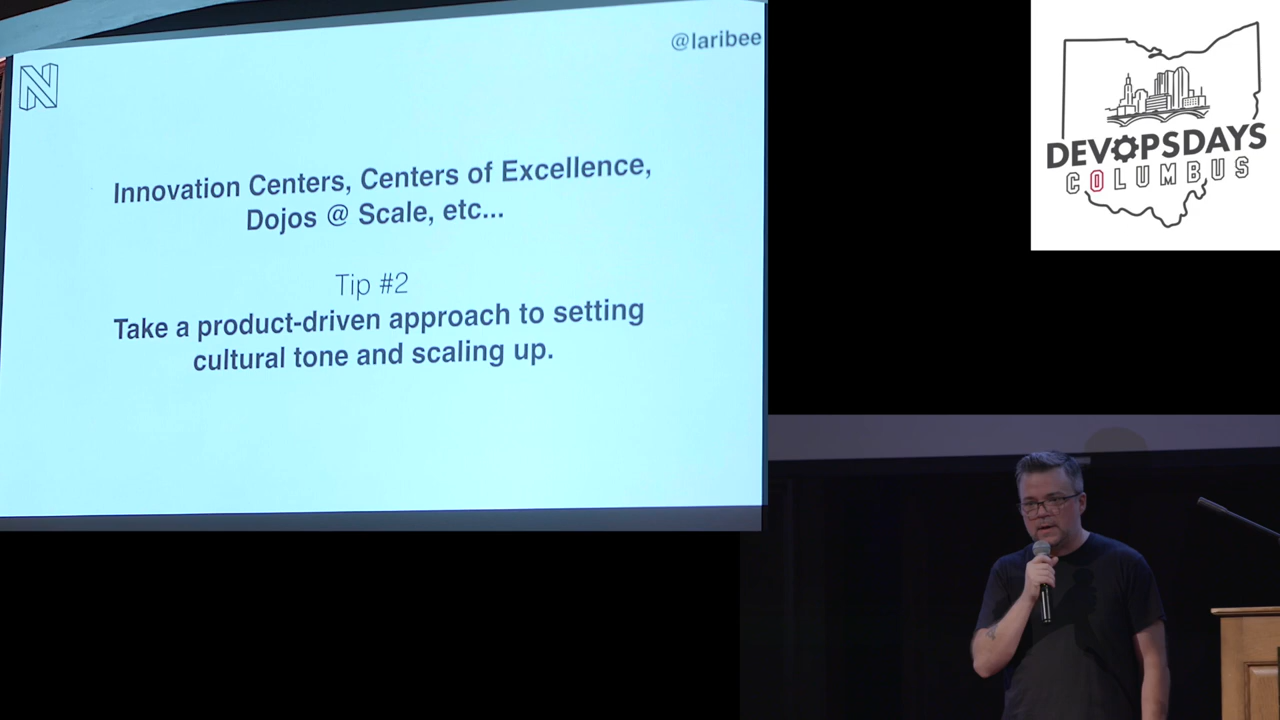 @laribee
N
Innovation Centers, Centers of Excellence,
Dojos @ Scale, etc...
Tip #2
Take a product-driven approach to setting
cultural tone and scaling up.
DEVOPSDAYS
COLUMBUS